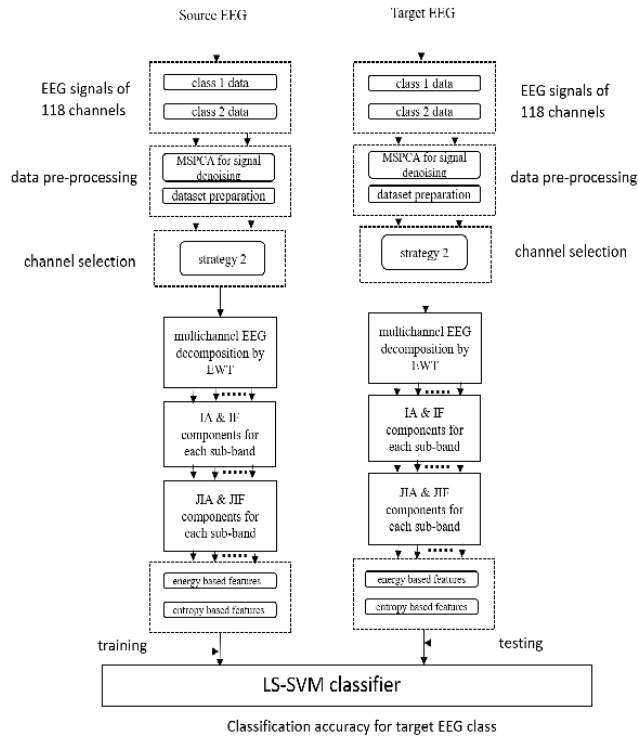 Source EEG
EEG signals of
118 channels
class 1 data
class 2 data
data pre-processing
MSPCA for signal
denoising
dataset preparation
channel selection
strategy 2
multichannel EEG
decomposition by
EWT
IA & IF
components for
each sub-band
JIA & JIF
components for
each sub-band
energy based features
entropy based features
training
Target EEG
class 1 data
class 2 data
EEG signals of
118 channels
MSPCA for signal
denoising
dataset preparation
data pre-processing
strategy 2
channel selection
multichannel EEG
decomposition by
EWT
IA & IF
components for
each sub-band
JIA & JIF
components for
each sub-band
energy based features
entropy based features
testing
LS-SVM classifier
Classification accuracy for target EEG class